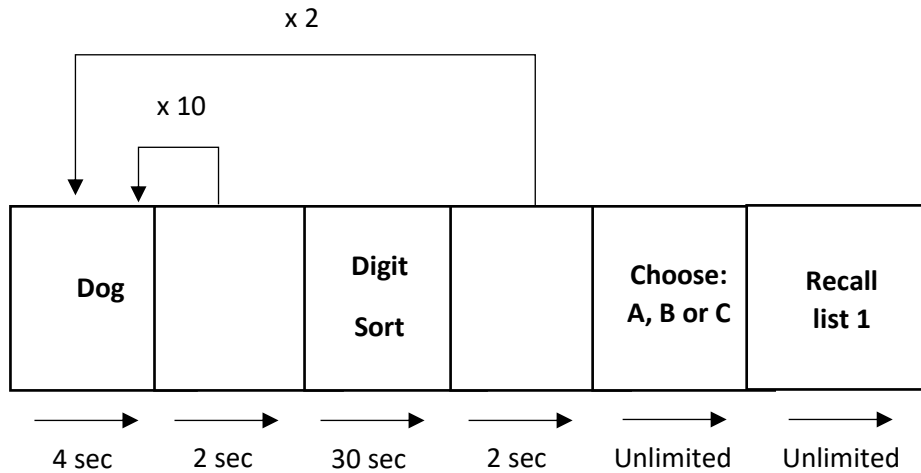 x 2
x 10
Dog
Digit
Sort
Choose:
A, B or C
Recall
list 1
4 sec
2 sec
30 sec
2 sec
Unlimited
Unlimited